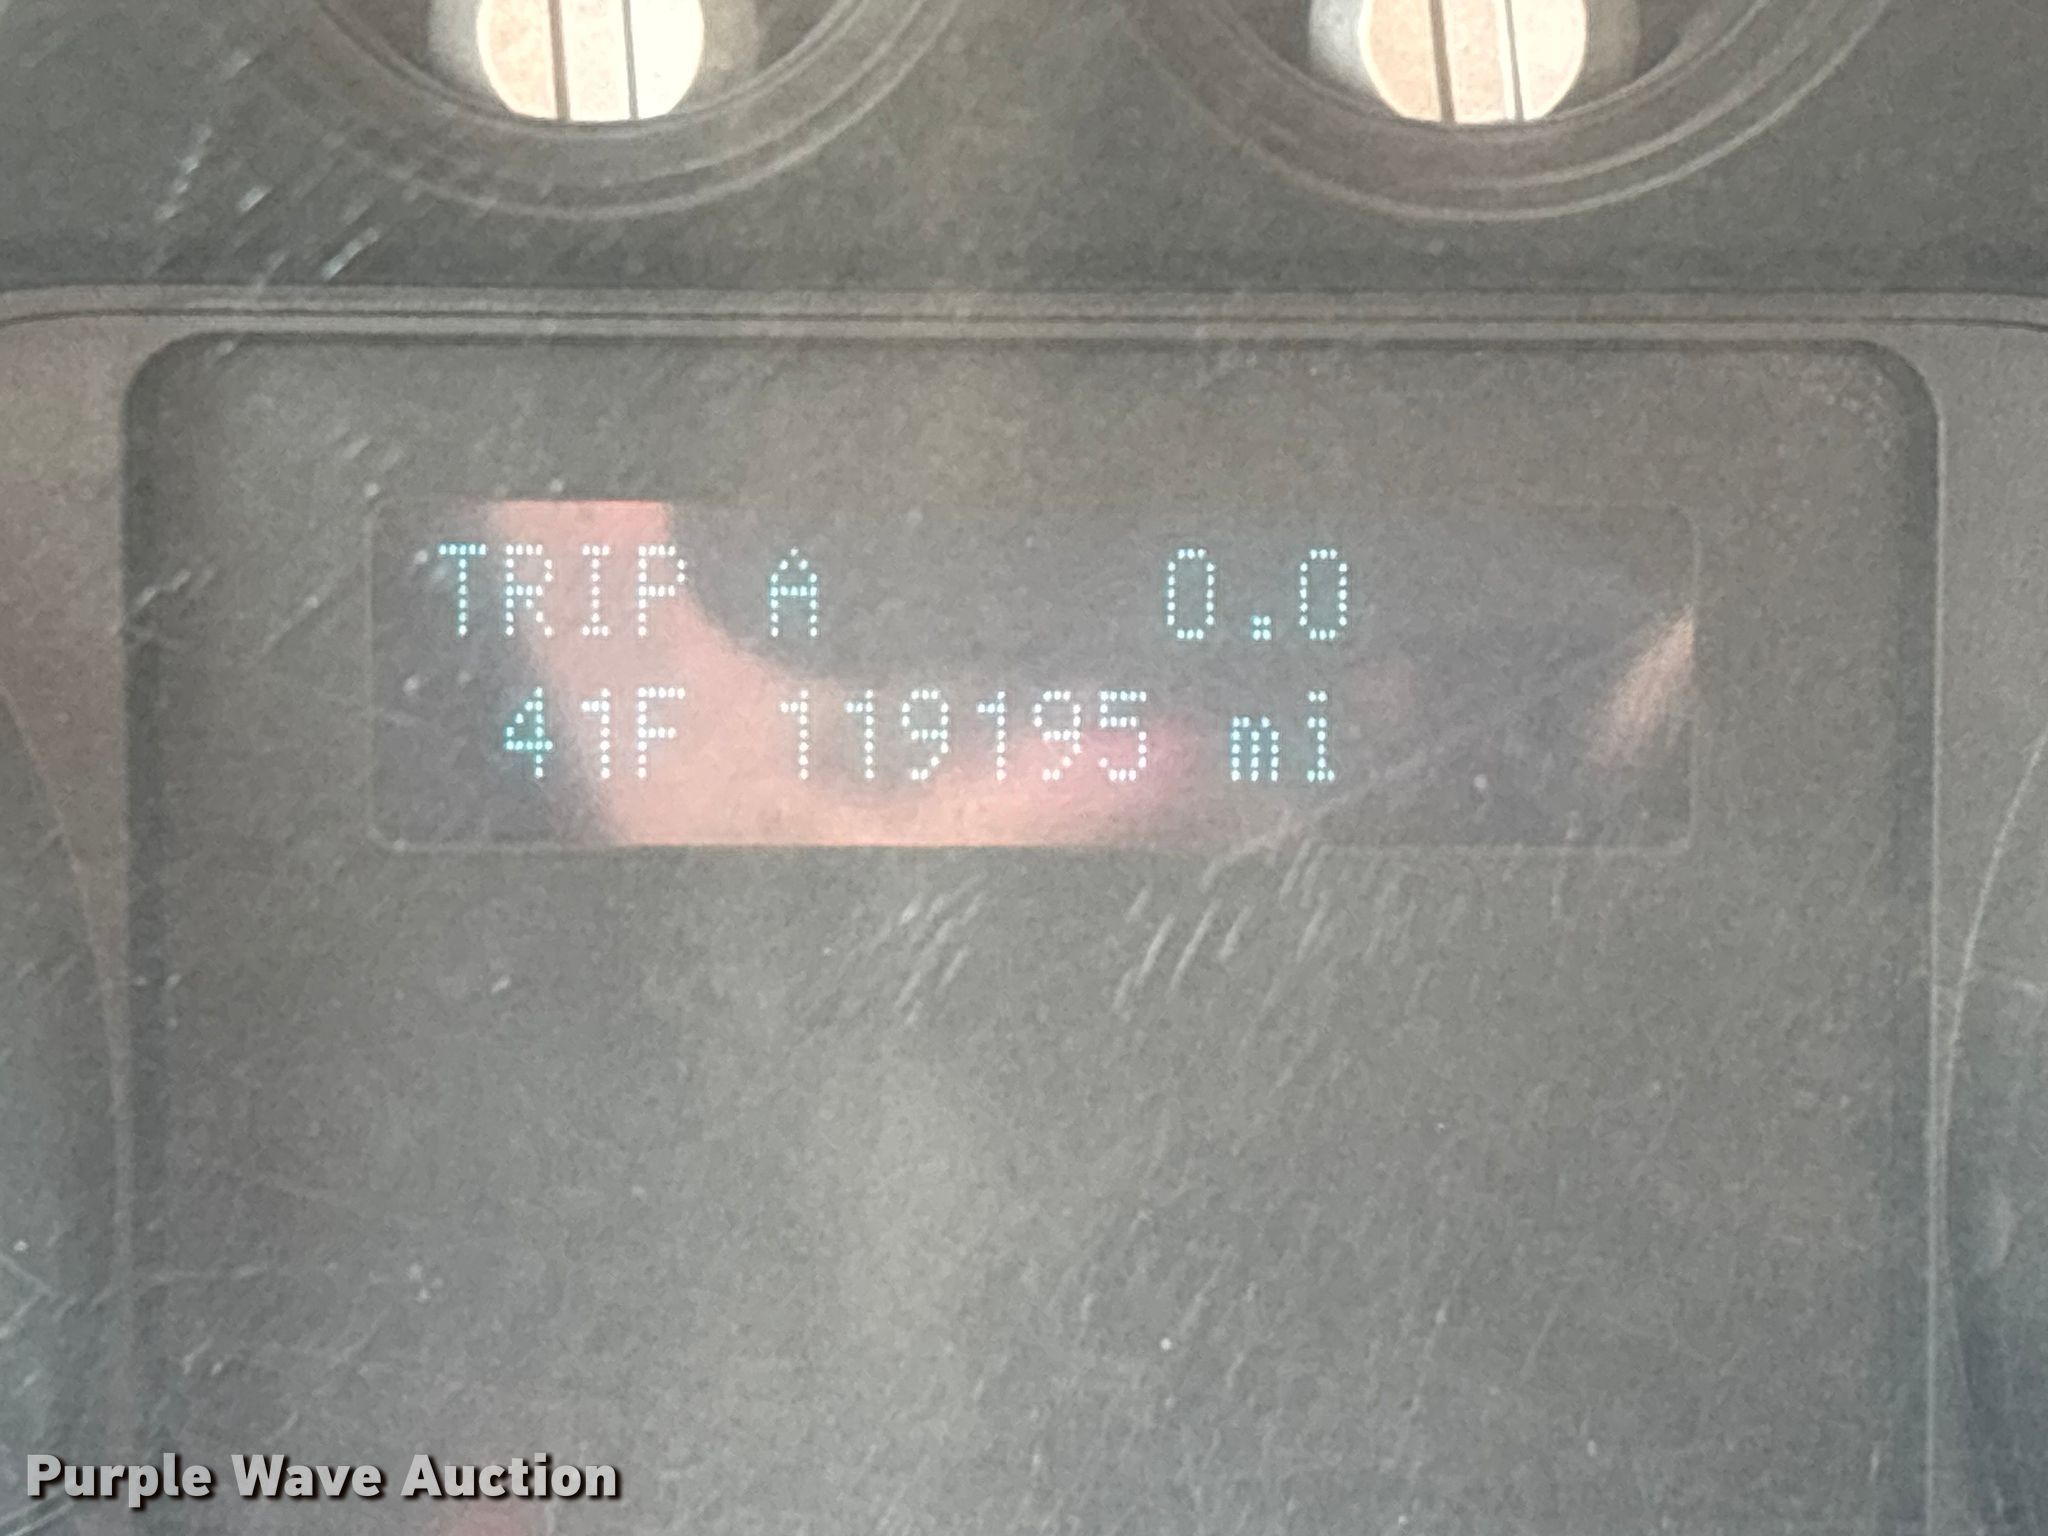 TRIP A 0.0
41F 119195 mi
Purple Wave Auction